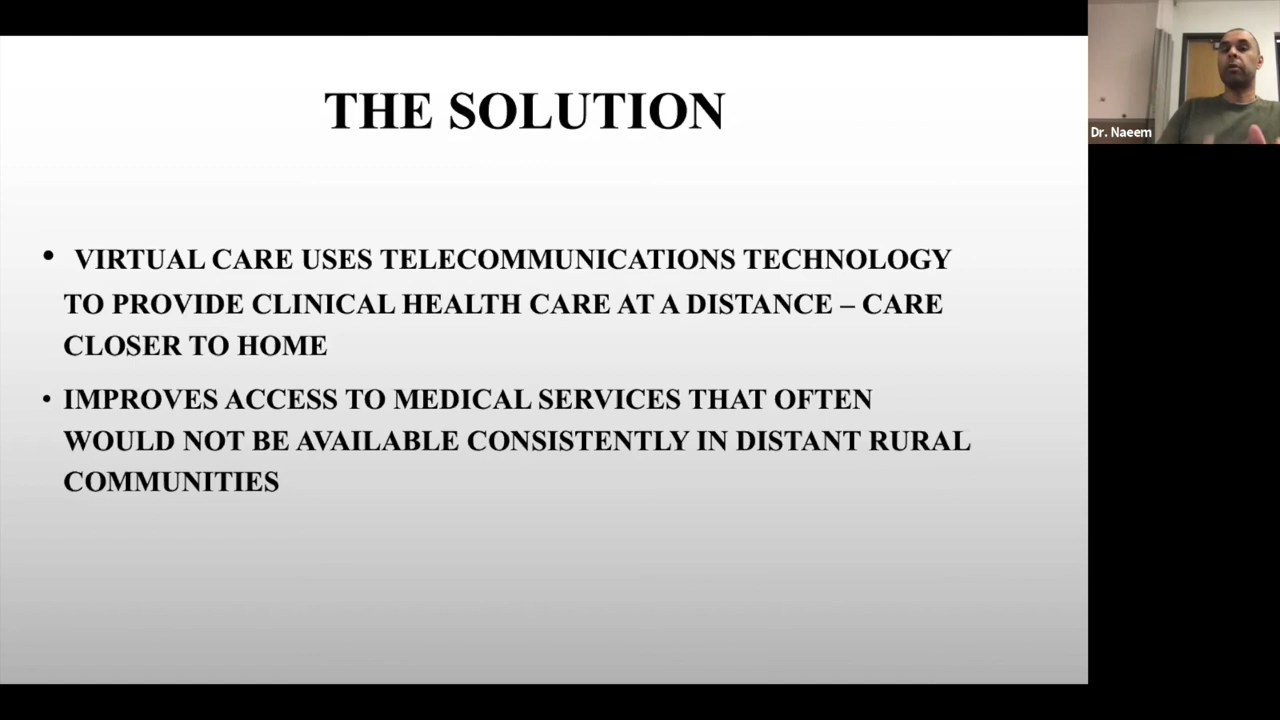 THE SOLUTION
• VIRTUAL CARE USES TELECOMMUNICATIONS TECHNOLOGY
TO PROVIDE CLINICAL HEALTH CARE AT A DISTANCE – CARE
CLOSER TO HOME
• IMPROVES ACCESS TO MEDICAL SERVICES THAT OFTEN
WOULD NOT BE AVAILABLE CONSISTENTLY IN DISTANT RURAL
COMMUNITIES
Dr. Naeem